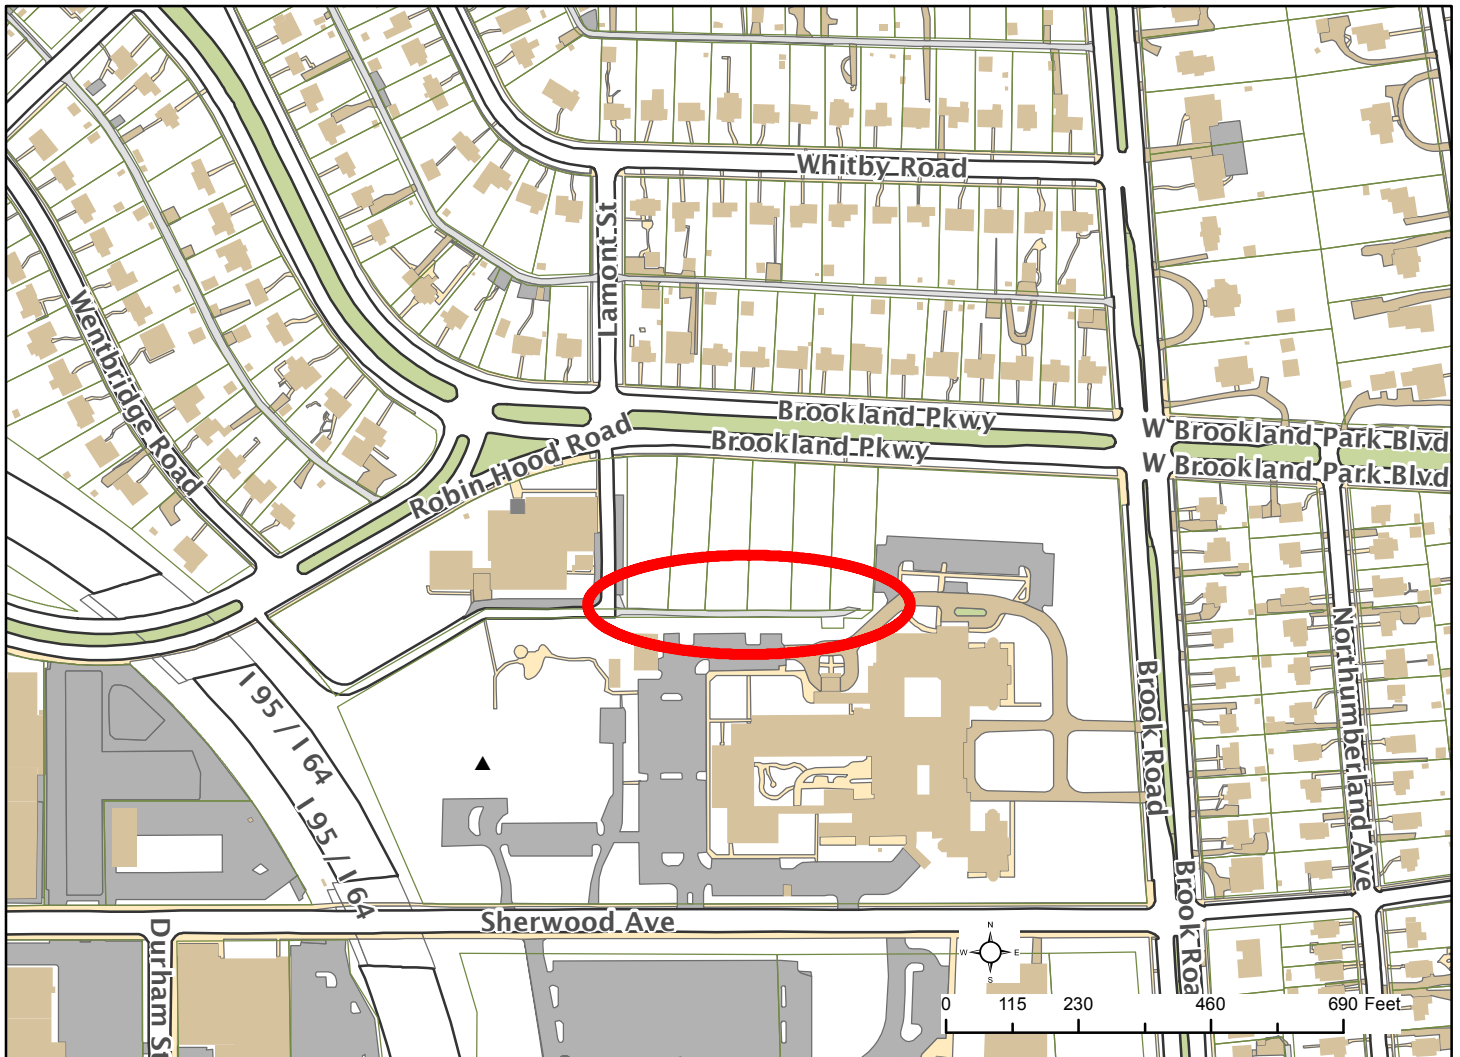 Whitby Road
Lamont St
Wentbridge Road
Brookland Pkwy
Brookland Pkwy
W Brookland Park Blvd
W Brookland Park Blvd
Robin Hood Road
Northumberland Ave
Brook Road
I 95 / I 64
I 95 / I 64
Brook Road
Sherwood Ave
Durham St
N
W E
S
0 115 230 460 690 Feet